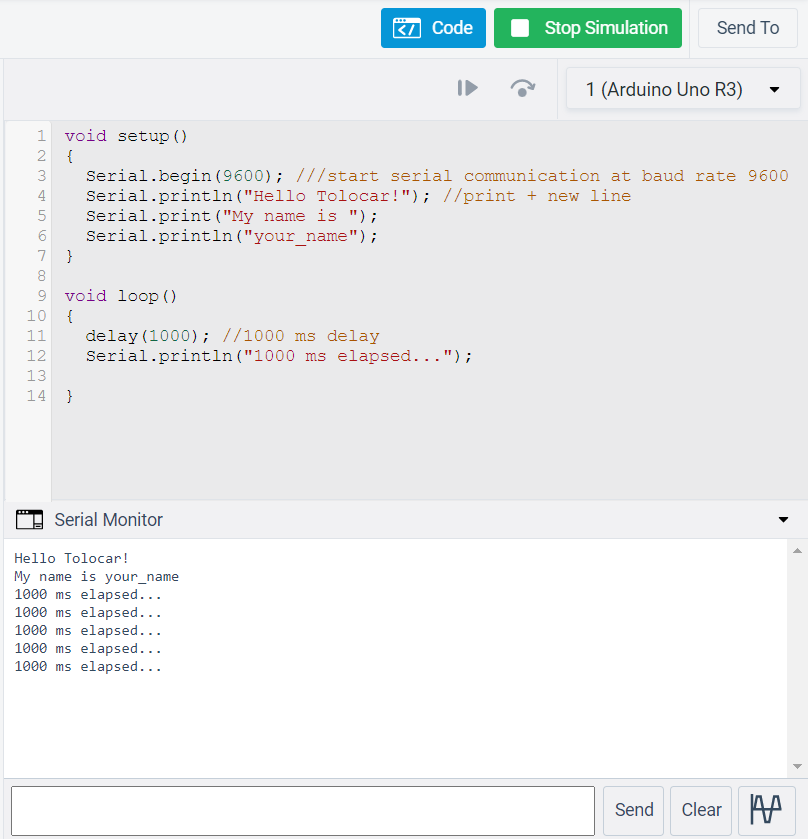 Code
Stop Simulation
Send To
1 (Arduino Uno R3)
1 void setup()
2 {
3   Serial.begin(9600); ///start serial communication at baud rate 9600
4   Serial.println("Hello Tolocar!"); //print + new line
5   Serial.print("My name is ");
6   Serial.println("your_name");
7 }
8
9 void loop()
10 {
11   delay(1000); //1000 ms delay
12   Serial.println("1000 ms elapsed...");
13
14 }
Serial Monitor
Hello Tolocar!
My name is your_name
1000 ms elapsed...
1000 ms elapsed...
1000 ms elapsed...
1000 ms elapsed...
1000 ms elapsed...
Send
Clear